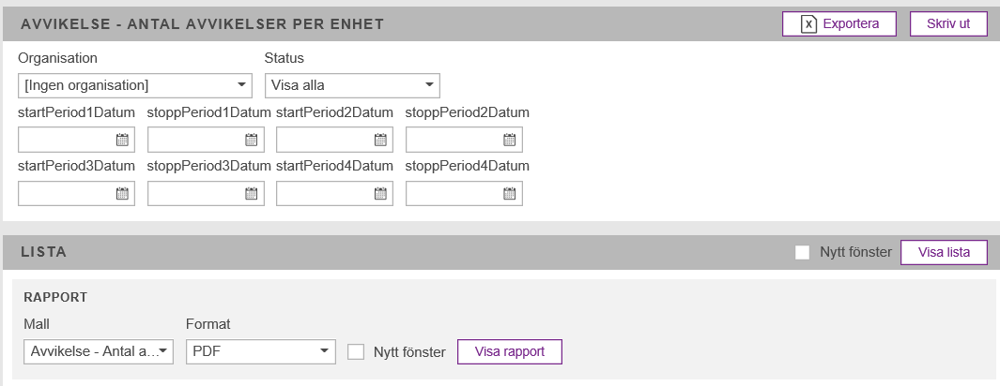 AVVIKELSE - ANTAL AVVIKELSER PER ENHET Exportera Skriv ut
Organisation Status
[Ingen organisation] Visa alla
startPeriod1Datum stoppPeriod1Datum startPeriod2Datum stoppPeriod2Datum
startPeriod3Datum stoppPeriod3Datum startPeriod4Datum stoppPeriod4Datum
LISTA Nytt fönster Visa lista
RAPPORT
Mall Format
Avvikelse - Antal a... PDF Nytt fönster Visa rapport